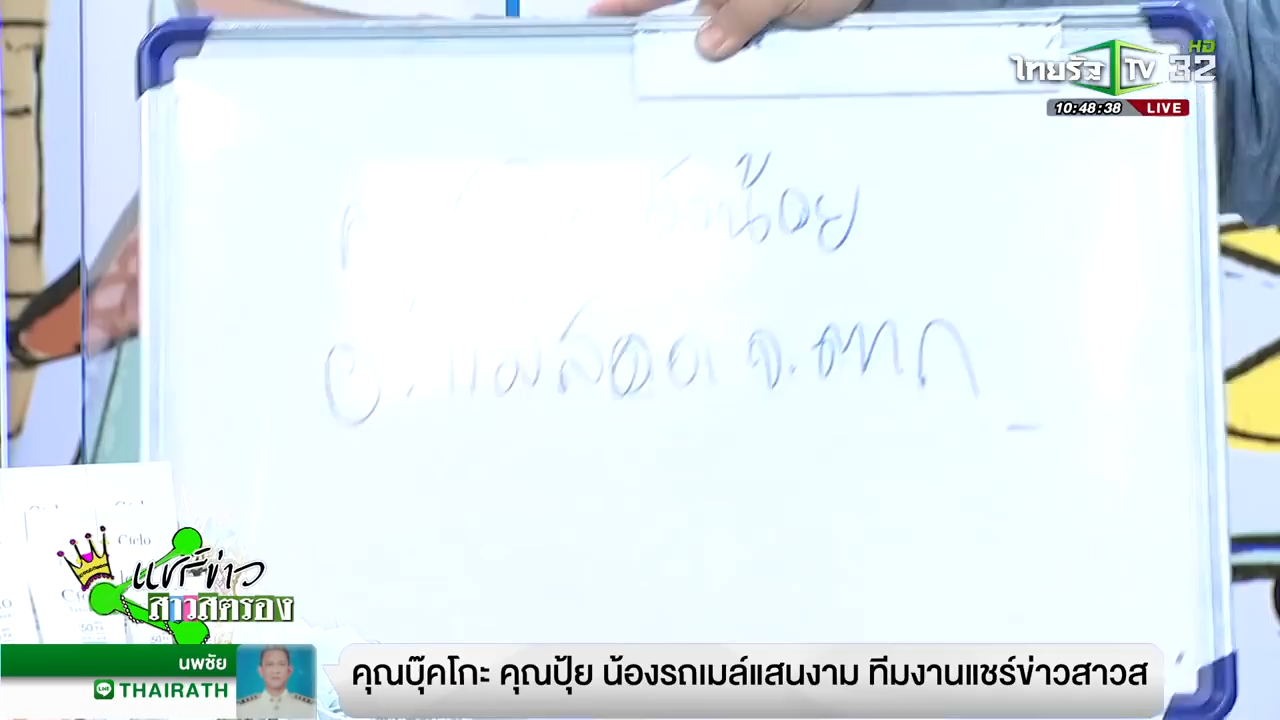 ไทยรัฐ TV HD 32
10:48:38 LIVE
น้อย
อ.แม่สอด จ.ตาก
Cielo
แชร์ข่าว
สาวสตรอง
นพชัย
LINE THAIRATH
คุณบุ๊คโกะ คุณปุ้ย น้องรถเมล์แสนงาม ทีมงานแชร์ข่าวสาวส